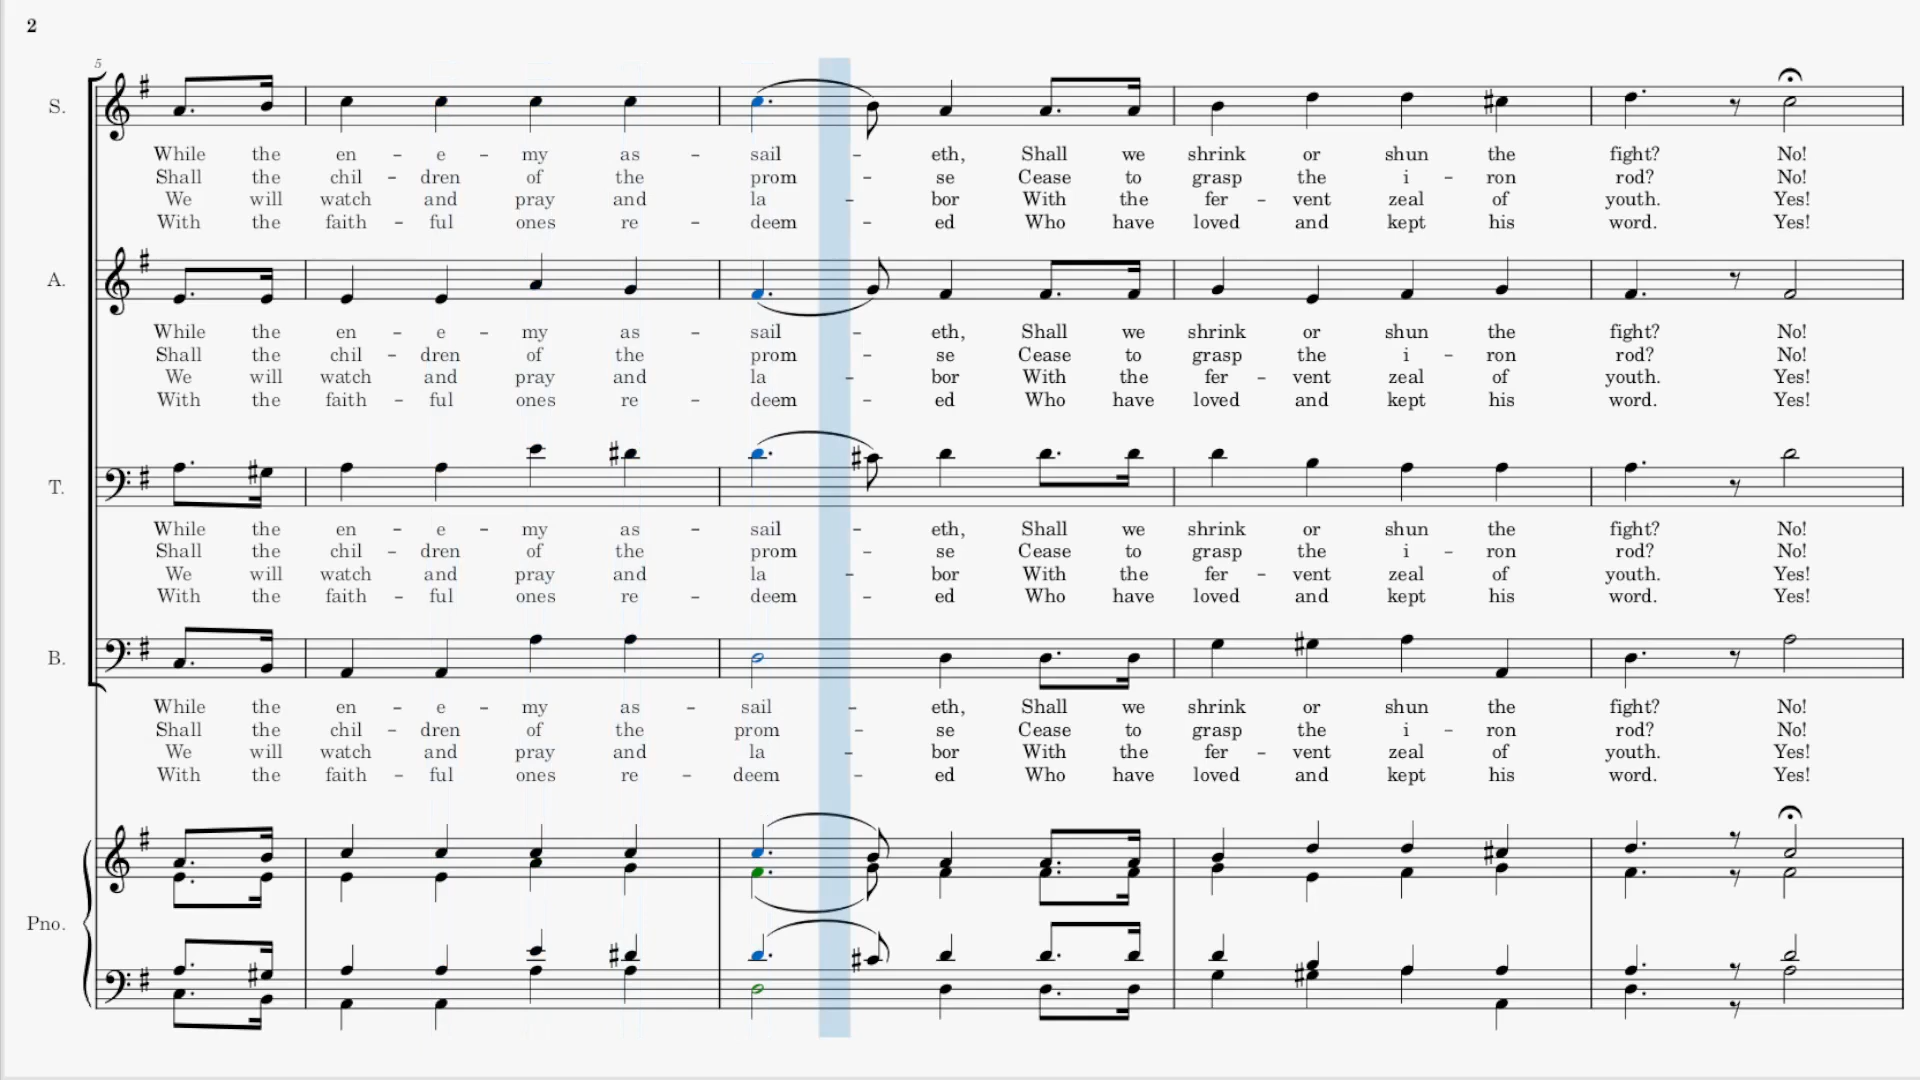 2
5
S.
While the en - e - my as - sail - eth, Shall we shrink or shun the fight? No!
Shall the chil - dren of the prom - se Cease to grasp the i - ron rod? No!
We will watch and pray and la - bor With the fer - vent zeal of youth. Yes!
With the faith - ful ones re - deem - ed Who have loved and kept his word. Yes!
A.
While the en - e - my as - sail - eth, Shall we shrink or shun the fight? No!
Shall the chil - dren of the prom - se Cease to grasp the i - ron rod? No!
We will watch and pray and la - bor With the fer - vent zeal of youth. Yes!
With the faith - ful ones re - deem - ed Who have loved and kept his word. Yes!
T.
While the en - e - my as - sail - eth, Shall we shrink or shun the fight? No!
Shall the chil - dren of the prom - se Cease to grasp the i - ron rod? No!
We will watch and pray and la - bor With the fer - vent zeal of youth. Yes!
With the faith - ful ones re - deem - ed Who have loved and kept his word. Yes!
B.
While the en - e - my as - sail - eth, Shall we shrink or shun the fight? No!
Shall the chil - dren of the prom - se Cease to grasp the i - ron rod? No!
We will watch and pray and la - bor With the fer - vent zeal of youth. Yes!
With the faith - ful ones re - deem - ed Who have loved and kept his word. Yes!
Pno.